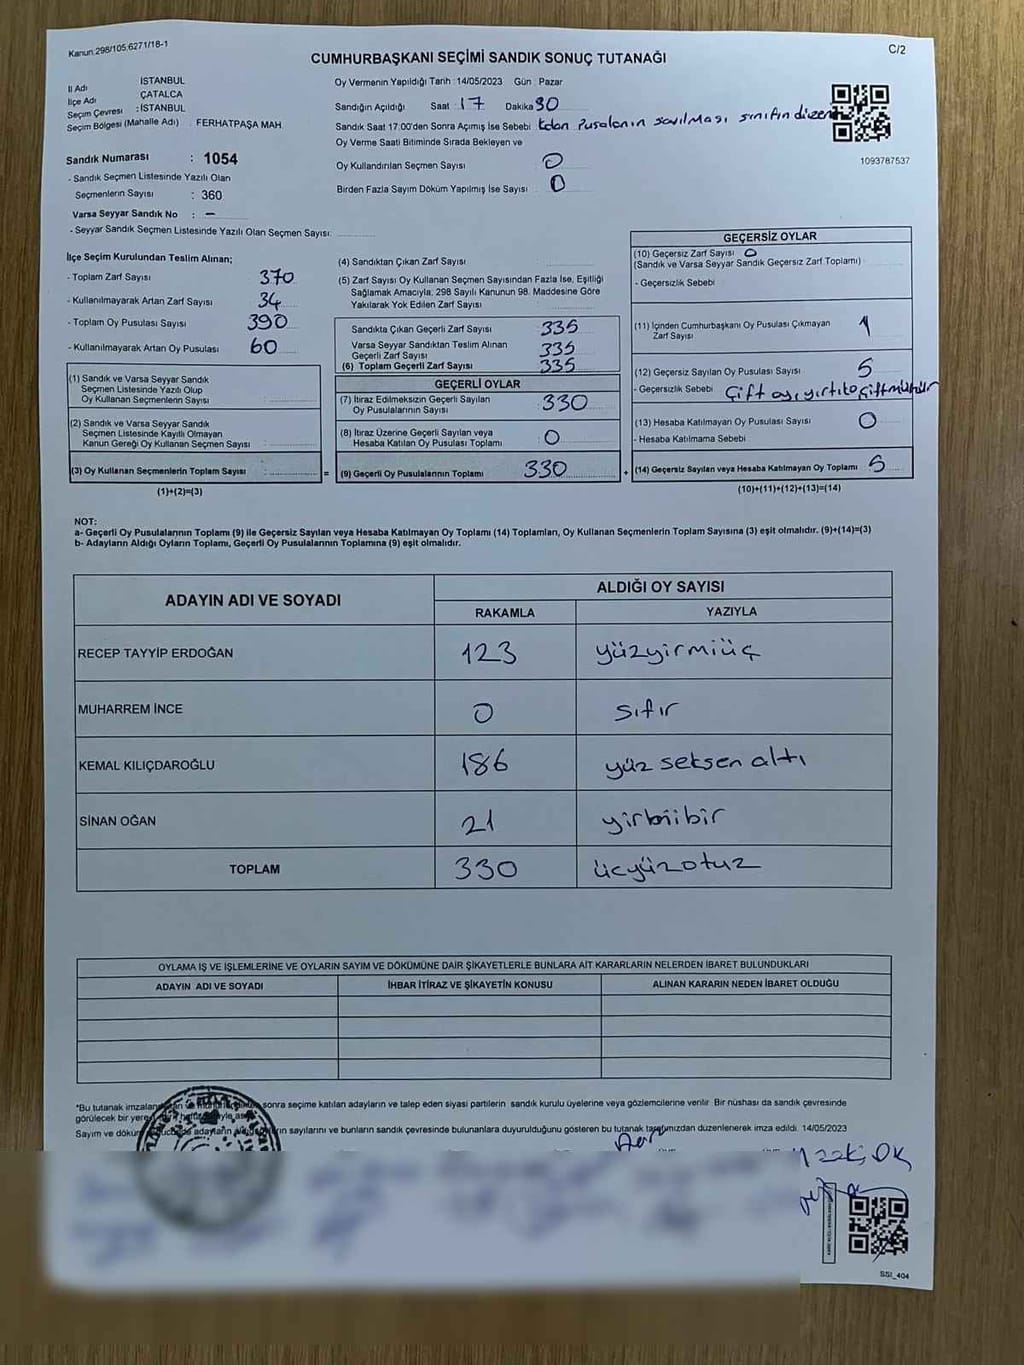 Kanun 298/105,6271/18-1
C/2
CUMHURBAŞKANI SEÇİMİ SANDIK SONUÇ TUTANAĞI
İl Adı İSTANBUL
İlçe Adı ÇATALCA
Seçim Çevresi : İSTANBUL
Seçim Bölgesi (Mahalle Adı) . FERHATPAŞA MAH.
Sandık Numarası : 1054
- Sandık Seçmen Listesinde Yazılı Olan
Seçmenlerin Sayısı : 360
Varsa Seyyar Sandık No : –
- Seyyar Sandık Seçmen Listesinde Yazılı Olan Seçmen Sayısı:
Oy Vermenin Yapıldığı Tarih :14/05/2023 Gün : Pazar
Sandığın Açıldığı Saat : 17 Dakika 30
Sandık Saat 17:00'den Sonra Açımış İse Sebebi sayılması sınıfın
Oy Verme Saati Bitiminde Sırada Bekleyen ve
Oy Kullandırılan Seçmen Sayısı 0
Birden Fazla Sayım Döküm Yapılmış İse Sayısı 0
1093787537
İlçe Seçim Kurulundan Teslim Alınan;
- Toplam Zarf Sayısı 370
- Kullanılmayarak Artan Zarf Sayısı 34
- Toplam Oy Pusulası Sayısı 390
- Kullanılmayarak Artan Oy Pusulası 60
(1) Sandık ve Varsa Seyyar Sandık
Seçmen Listesinde Yazılı Olup
Oy Kullanan Seçmenlerin Sayısı
(2) Sandık ve Varsa Seyyar Sandık
Seçmen Listesinde Kayıtlı Olmayan
Kanun Gereği Oy Kullanan Seçmen Sayısı :
(3) Oy Kullanan Seçmenlerin Toplam Sayısı : =
(1)+(2)=(3)
(4) Sandıktan Çıkan Zarf Sayısı
(5) Zarf Sayısı Oy Kullanan Seçmen Sayısından Fazla İse, Eşitliği
Sağlamak Amacıyla; 298 Sayılı Kanunun 98. Maddesine Göre
Yakılarak Yok Edilen Zarf Sayısı
Sandıkta Çıkan Geçerli Zarf Sayısı 335
Varsa Seyyar Sandıktan Teslim Alınan
Geçerli Zarf Sayısı 335
(6) Toplam Geçerli Zarf Sayısı 335
GEÇERLİ OYLAR
(7) İtiraz Edilmeksizin Geçerli Sayılan
Oy Pusulalarının Sayısı 330
(8) İtiraz Üzerine Geçerli Sayılan veya
Hesaba Katılan Oy Pusulası Toplamı 0
(9) Geçerli Oy Pusulalarının Toplamı 330 +
GEÇERSİZ OYLAR
(10) Geçersiz Zarf Sayısı 0
(Sandık ve Varsa Seyyar Sandık Geçersiz Zarf Toplamı)
- Geçersizlik Sebebi
(11) İçinden Cumhurbaşkanı Oy Pusulası Çıkmayan
Zarf Sayısı
(12) Geçersiz Sayılan Oy Pusulası Sayısı 5
- Geçersizlik Sebebi Çift oy,
(13) Hesaba Katılmayan Oy Pusulası Sayısı 0
- Hesaba Katılmama Sebebi
(14) Geçersiz Sayılan veya Hesaba Katılmayan Oy Toplamı 5
(10)+(11)+(12)+(13)=(14)
NOT:
a- Geçerli Oy Pusulalarının Toplamı (9) ile Geçersiz Sayılan veya Hesaba Katılmayan Oy Toplamı (14) Toplamları, Oy Kullanan Seçmenlerin Toplam Sayısına (3) eşit olmalıdır. (9)+(14)=(3)
b- Adayların Aldığı Oyların Toplamı, Geçerli Oy Pusulalarının Toplamına (9) eşit olmalıdır.
ADAYIN ADI VE SOYADI ALDIĞI OY SAYISI
RAKAMLA YAZIYLA
RECEP TAYYİP ERDOĞAN 123 yüzyirmiüç
MUHARREM İNCE 0 sıfır
KEMAL KILIÇDAROĞLU 186 yüz seksen altı
SİNAN OĞAN 21
TOPLAM 330 üçyüzotuz
OYLAMA İŞ VE İŞLEMLERİNE VE OYLARIN SAYIM VE DÖKÜMÜNE DAİR ŞİKAYETLERLE BUNLARA AİT KARARLARIN NELERDEN İBARET BULUNDUKLARI
ADAYIN ADI VE SOYADI İHBAR İTİRAZ VE ŞİKAYETİN KONUSU ALINAN KARARIN NEDEN İBARET OLDUĞU
*Bu tutanak sonra seçime katılan adayların ve talep eden siyasi partilerin sandık kurulu üyelerine veya gözlemcilerine verilir. Bir nüshası da sandık çevresinde
görülecek bir yere
Sayım ve döküm adayların sayılarını ve bunların sandık çevresinde bulunanlara duyurulduğunu gösteren bu tutanak tarafımızdan düzenlenerek imza edildi. 14/05/2023
SSI_404